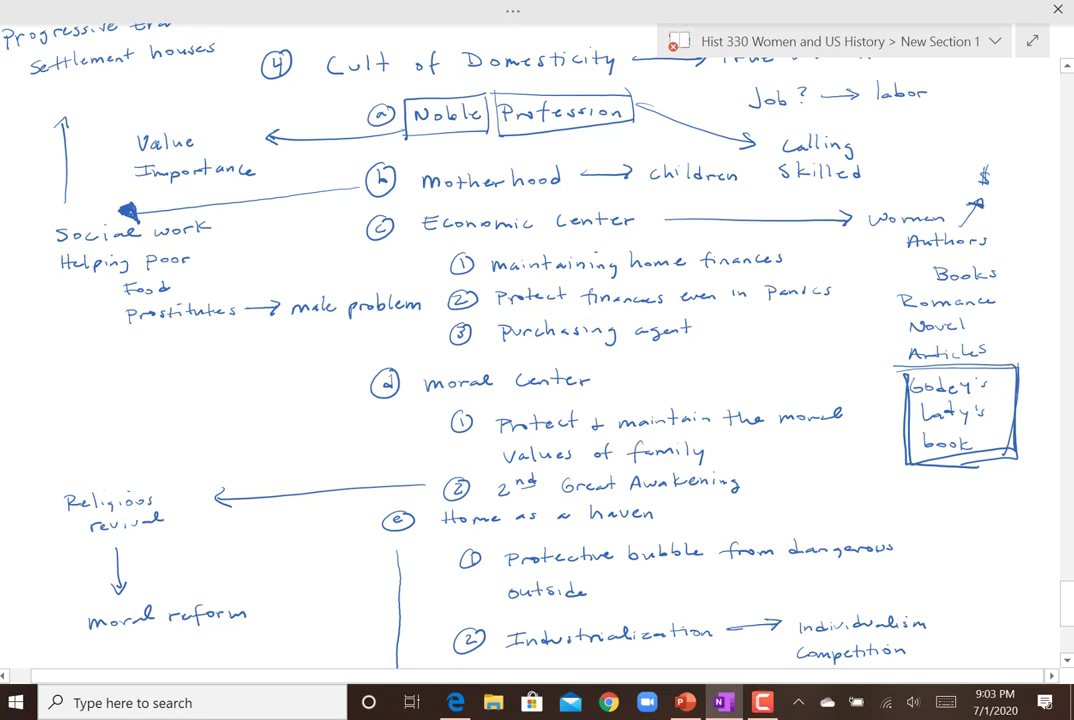 Hist 330 Women and US History > New Section 1
Progressive Era
Settlement houses
④ Cult of Domesticity
Job? → labor
ⓐ Noble Profession
Value
Importance
Calling
Skilled
ⓑ Motherhood ↔ children
$
ⓒ Economic Center → Women
Authors
Books
Romance
Novel
Articles
Godey's
Lady's
book
Social work
Helping Poor
Food
Prostitutes → male problem
① maintaining home finances
② Protect finances even in Panics
③ Purchasing agent
ⓓ moral Center
① Protect & maintain the moral
values of family
② 2nd Great Awakening
Religious
revival
moral reform
ⓔ Home as a haven
① Protective bubble from dangerous
outside
② Industrialization → Individualism
Competition
Type here to search
9:03 PM
7/1/2020